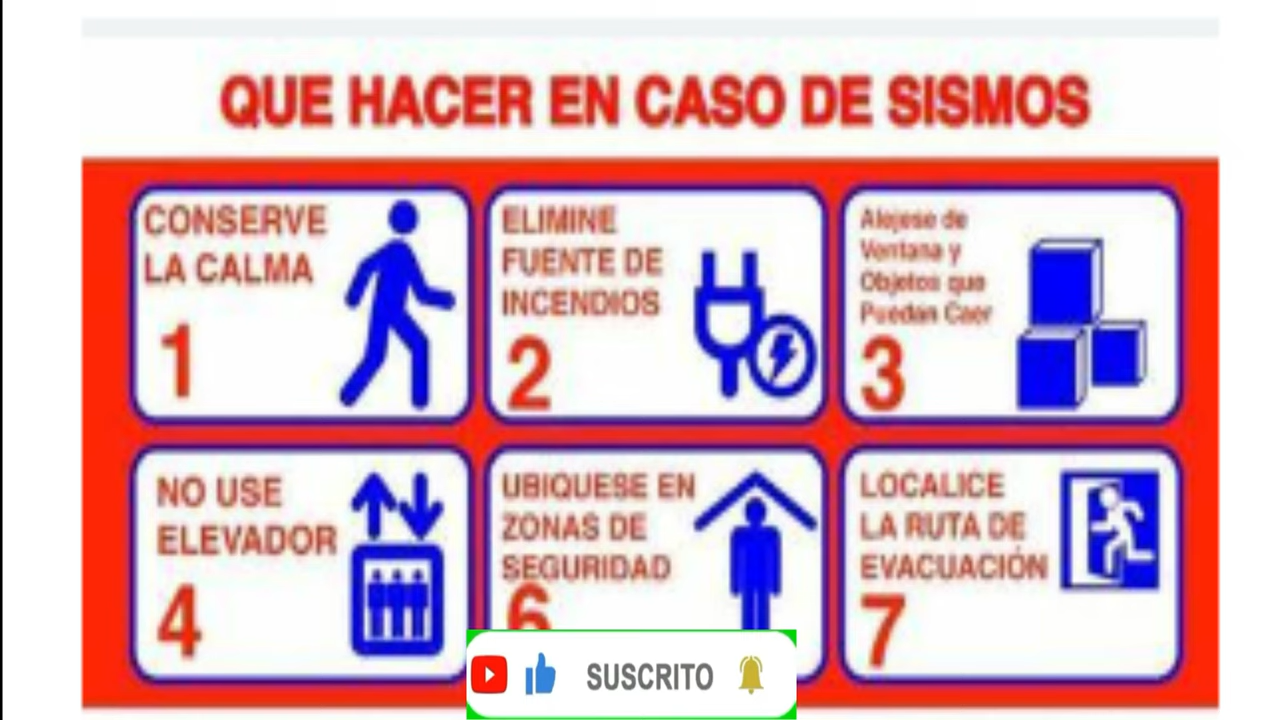 QUE HACER EN CASO DE SISMOS
CONSERVE
LA CALMA
1
ELIMINE
FUENTE DE
INCENDIOS
2
Alejese de
Ventana y
Objetos que
Puedan Caer
3
NO USE
ELEVADOR
4
UBIQUESE EN
ZONAS DE
SEGURIDAD
6
LOCALICE
LA RUTA DE
EVACUACIÓN
7
SUSCRITO